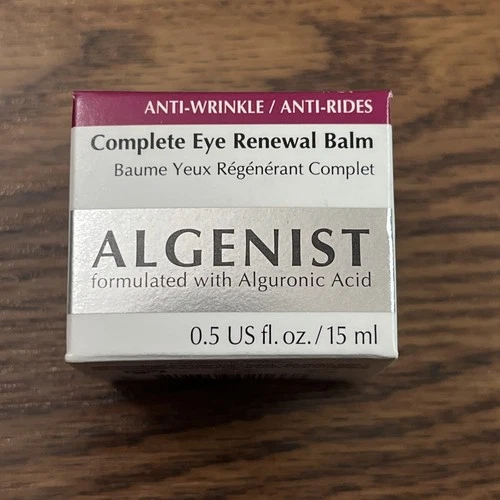 ANTI-WRINKLE / ANTI-RIDES
Complete Eye Renewal Balm
Baume Yeux Régénérant Complet
ALGENIST
formulated with Alguronic Acid
0.5 US fl. oz. / 15 ml